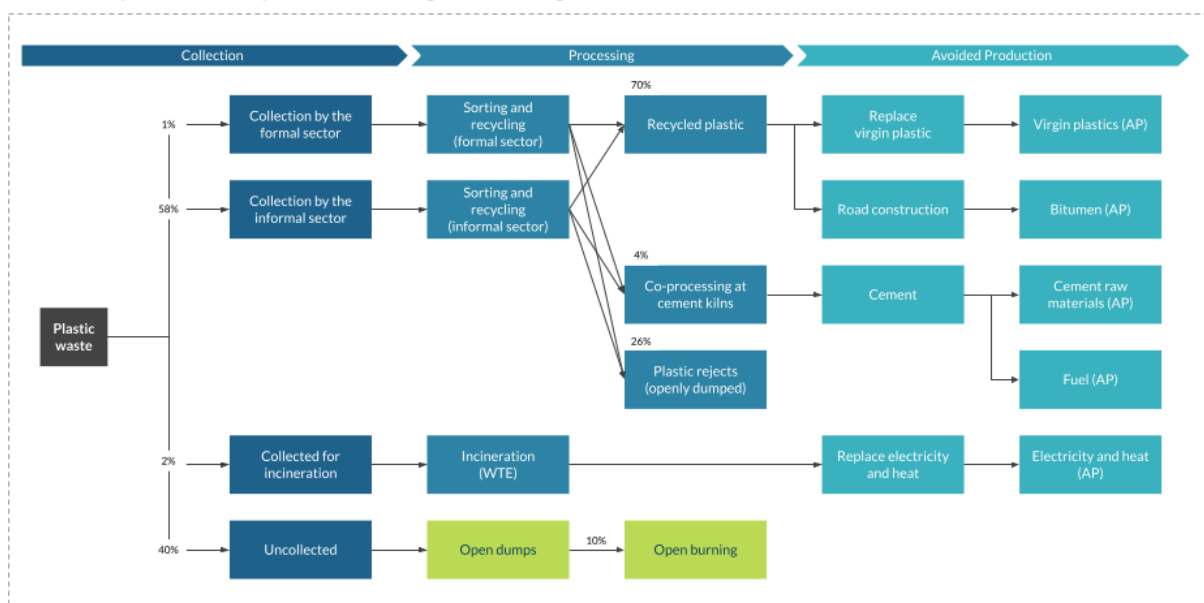 Collection
Processing
Avoided Production
70%
1%
Collection by the
formal sector
Sorting and
recycling
(formal sector)
Recycled plastic
Replace
virgin plastic
Virgin plastics (AP)
58%
Collection by the
informal sector
Sorting and
recycling
(informal sector)
Road construction
Bitumen (AP)
4%
Co-processing at
cement kilns
Cement
Cement raw
materials (AP)
Plastic
waste
26%
Plastic rejects
(openly dumped)
Fuel (AP)
2%
Collected for
incineration
Incineration
(WTE)
Replace electricity
and heat
Electricity and heat
(AP)
40%
Uncollected
Open dumps
10%
Open burning